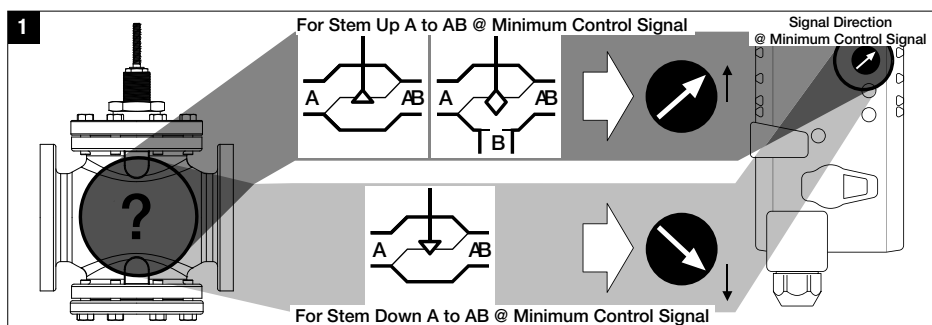 1
For Stem Up A to AB @ Minimum Control Signal
Signal Direction
@ Minimum Control Signal
A AB
A AB
B
?
A AB
For Stem Down A to AB @ Minimum Control Signal